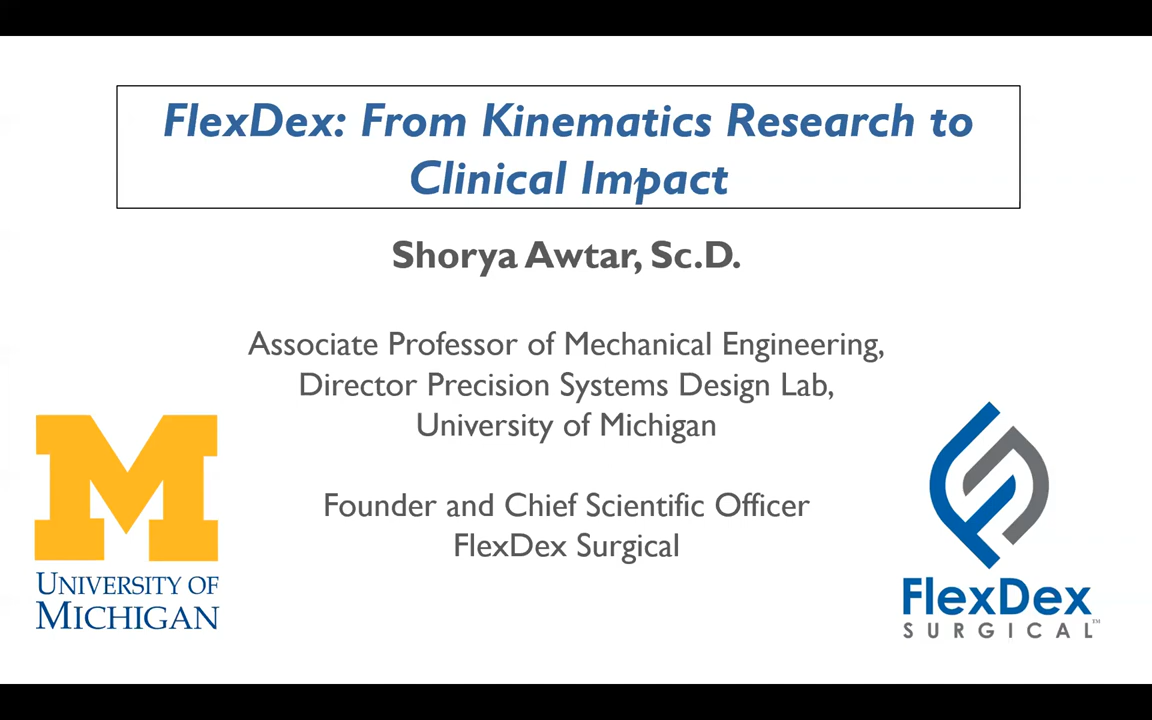 FlexDex: From Kinematics Research to
Clinical Impact
Shorya Awtar, Sc.D.
Associate Professor of Mechanical Engineering,
Director Precision Systems Design Lab,
University of Michigan
Founder and Chief Scientific Officer
FlexDex Surgical
M
UNIVERSITY OF
MICHIGAN
FlexDex
SURGICAL™